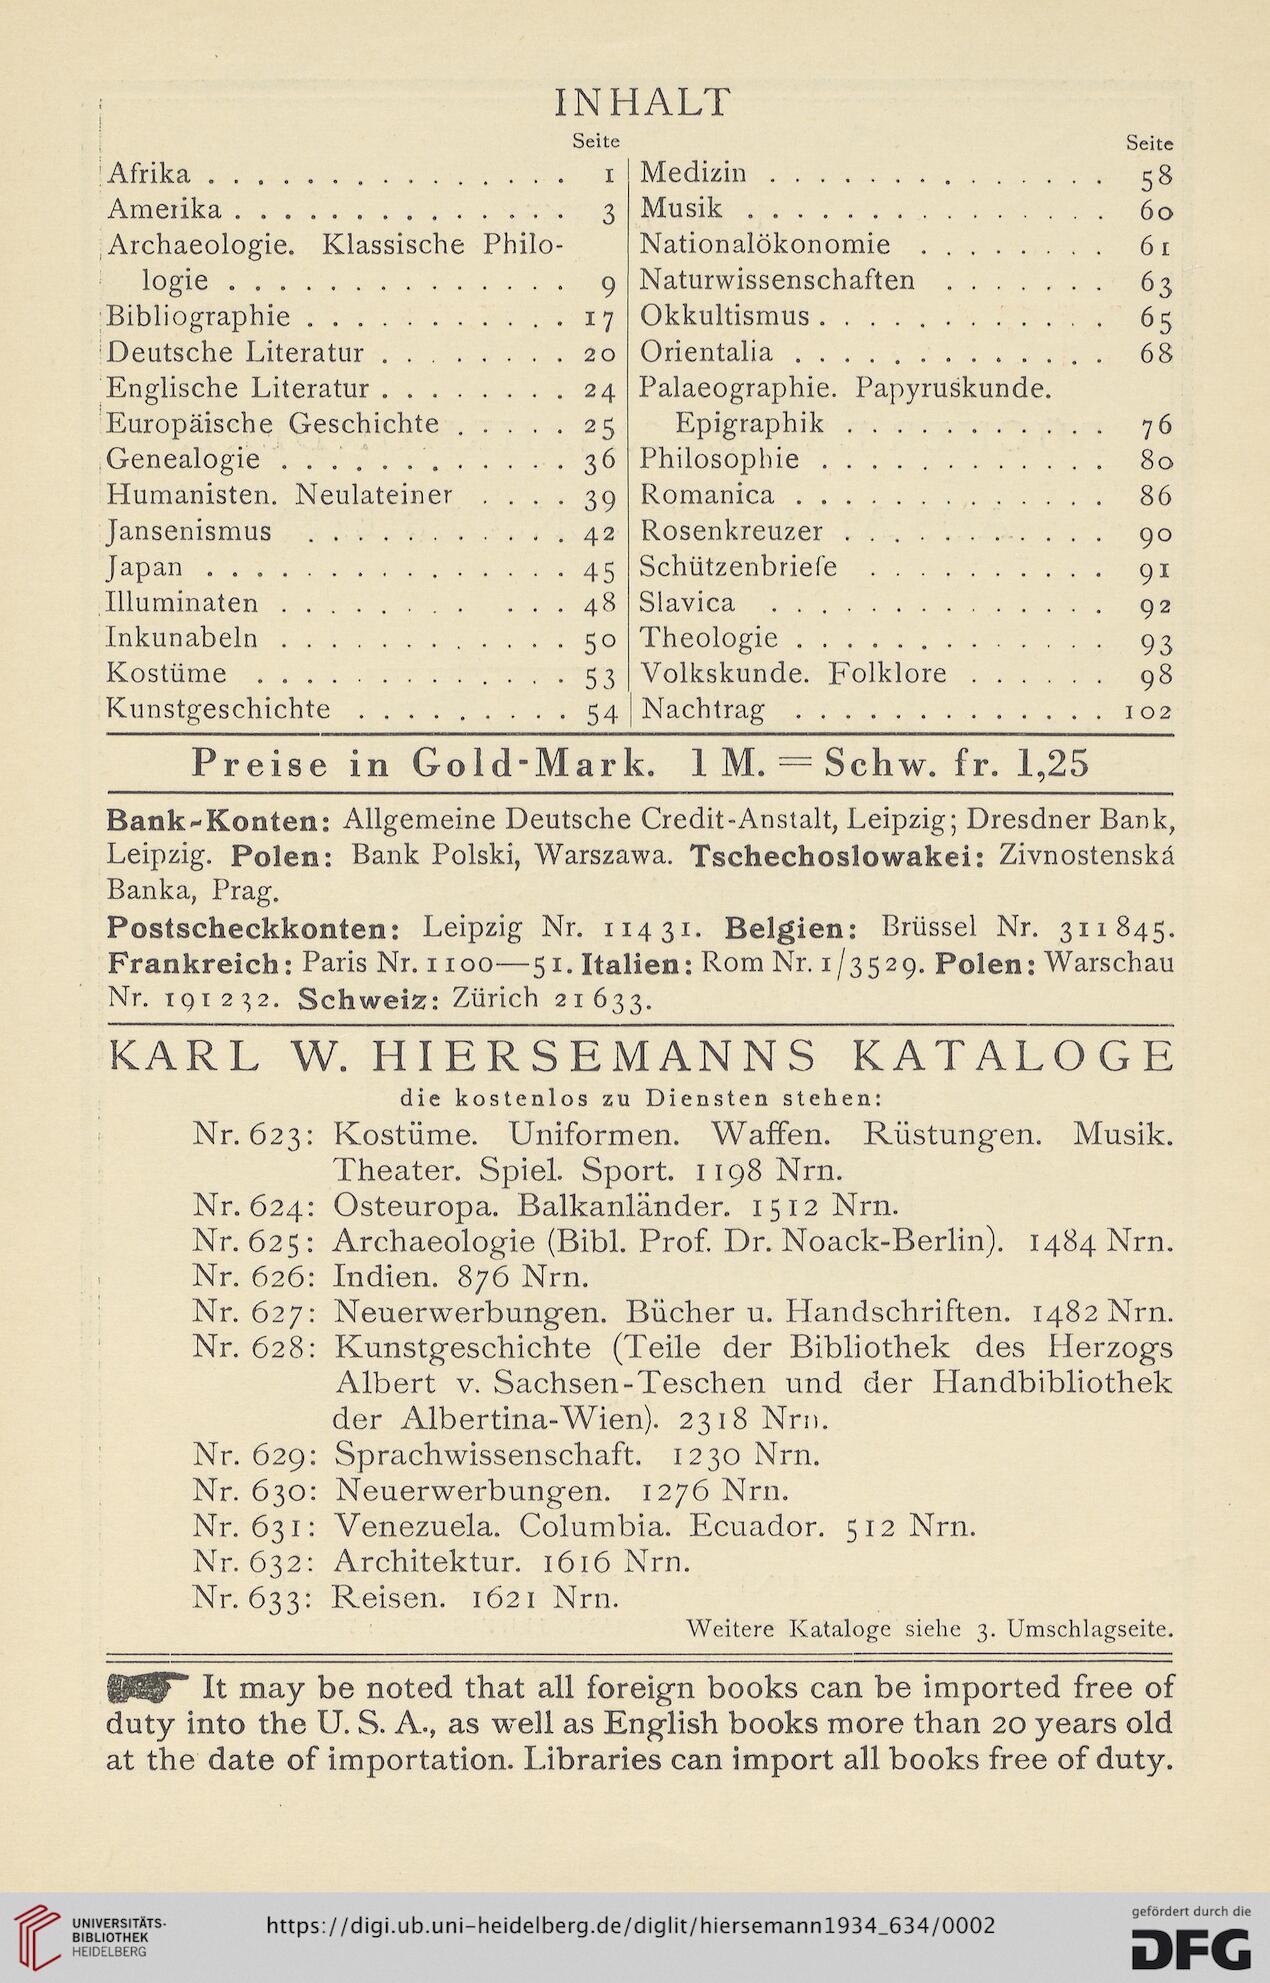 INHALT
Seite
Afrika . . . . . . . . . . . . . . . 1
Amerika . . . . . . . . . . . . . . 3
Archaeologie. Klassische Philo-
logie . . . . . . . . . . . . . . 9
Bibliographie . . . . . . . . . . . 17
Deutsche Literatur . . . . . . . . 20
Englische Literatur . . . . . . . . 24
Europäische Geschichte . . . . . 25
Genealogie . . . . . . . . . . . . 36
Humanisten. Neulateiner . . . . 39
Jansenismus . . . . . . . . . . . 42
Japan . . . . . . . . . . . . . . . 45
Illuminaten . . . . . . . . . . . 48
Inkunabeln . . . . . . . . . . . . 50
Kostüme . . . . . . . . . . . . . 53
Kunstgeschichte . . . . . . . . . 54
Seite
Medizin . . . . . . . . . . . . . . 58
Musik . . . . . . . . . . . . . . . 60
Nationalökonomie . . . . . . . . 61
Naturwissenschaften . . . . . . . 63
Okkultismus . . . . . . . . . . . . 65
Orientalia . . . . . . . . . . . . . 68
Palaeographie. Papyruskunde.
Epigraphik . . . . . . . . . . . 76
Philosophie . . . . . . . . . . . . 80
Romanica . . . . . . . . . . . . . 86
Rosenkreuzer . . . . . . . . . . . 90
Schützenbriefe . . . . . . . . . . 91
Slavica . . . . . . . . . . . . . . 92
Theologie . . . . . . . . . . . . . 93
Volkskunde. Folklore . . . . . . 98
Nachtrag . . . . . . . . . . . . . 102
Preise in Gold-Mark. 1 M. = Schw. fr. 1,25
Bank-Konten: Allgemeine Deutsche Credit-Anstalt, Leipzig; Dresdner Bank,
Leipzig. Polen: Bank Polski, Warszawa. Tschechoslowakei: Zivnostenská
Banka, Prag.
Postscheckkonten: Leipzig Nr. 11431. Belgien: Brüssel Nr. 311845.
Frankreich: Paris Nr. 1100—51. Italien: Rom Nr. 1/3529. Polen: Warschau
Nr. 191232. Schweiz: Zürich 21633.
KARL W. HIERSEMANNS KATALOGE
die kostenlos zu Diensten stehen:
Nr. 623: Kostüme. Uniformen. Waffen. Rüstungen. Musik.
Theater. Spiel. Sport. 1198 Nrn.
Nr. 624: Osteuropa. Balkanländer. 1512 Nrn.
Nr. 625: Archaeologie (Bibl. Prof. Dr. Noack-Berlin). 1484 Nrn.
Nr. 626: Indien. 876 Nrn.
Nr. 627: Neuerwerbungen. Bücher u. Handschriften. 1482 Nrn.
Nr. 628: Kunstgeschichte (Teile der Bibliothek des Herzogs
Albert v. Sachsen-Teschen und der Handbibliothek
der Albertina-Wien). 2318 Nrn.
Nr. 629: Sprachwissenschaft. 1230 Nrn.
Nr. 630: Neuerwerbungen. 1276 Nrn.
Nr. 631: Venezuela. Columbia. Ecuador. 512 Nrn.
Nr. 632: Architektur. 1616 Nrn.
Nr. 633: Reisen. 1621 Nrn.
Weitere Kataloge siehe 3. Umschlagseite.
It may be noted that all foreign books can be imported free of
duty into the U. S. A., as well as English books more than 20 years old
at the date of importation. Libraries can import all books free of duty.
UNIVERSITÄTS-
BIBLIOTHEK
HEIDELBERG
https://digi.ub.uni-heidelberg.de/diglit/hiersemann1934_634/0002
gefördert durch die
DFG